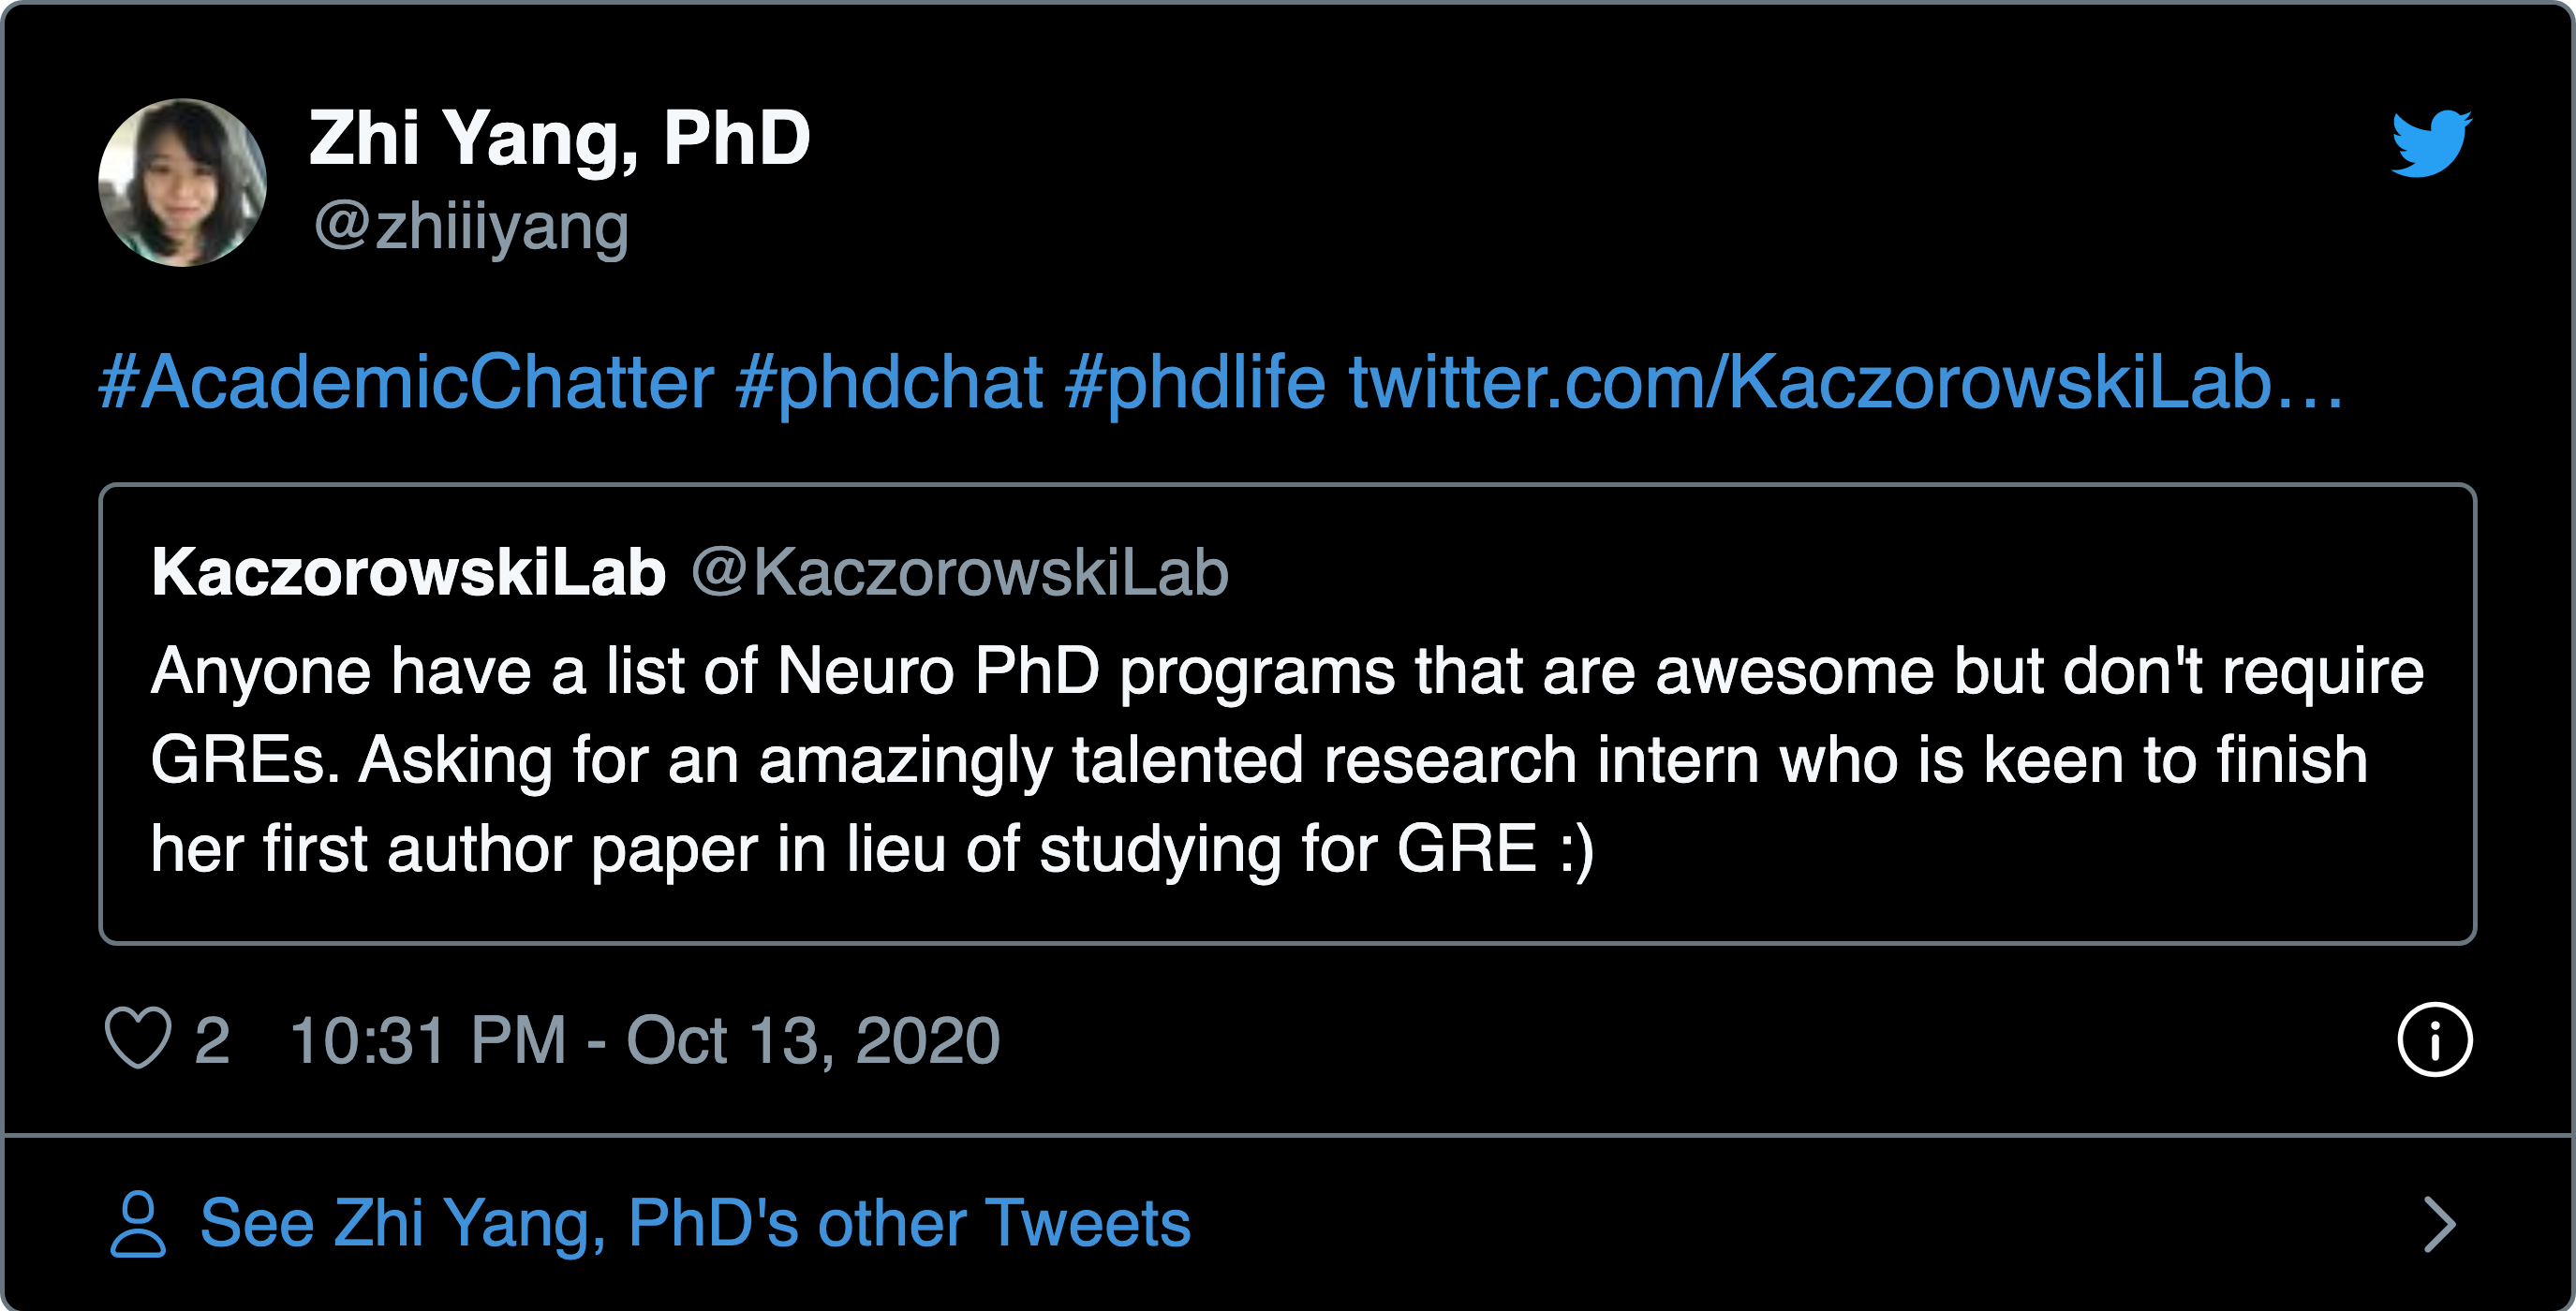 Zhi Yang, PhD
@zhiiiyang
#AcademicChatter #phdchat #phdlife twitter.com/KaczorowskiLab…
KaczorowskiLab @KaczorowskiLab
Anyone have a list of Neuro PhD programs that are awesome but don't require
GREs. Asking for an amazingly talented research intern who is keen to finish
her first author paper in lieu of studying for GRE :)
2 10:31 PM - Oct 13, 2020
See Zhi Yang, PhD's other Tweets